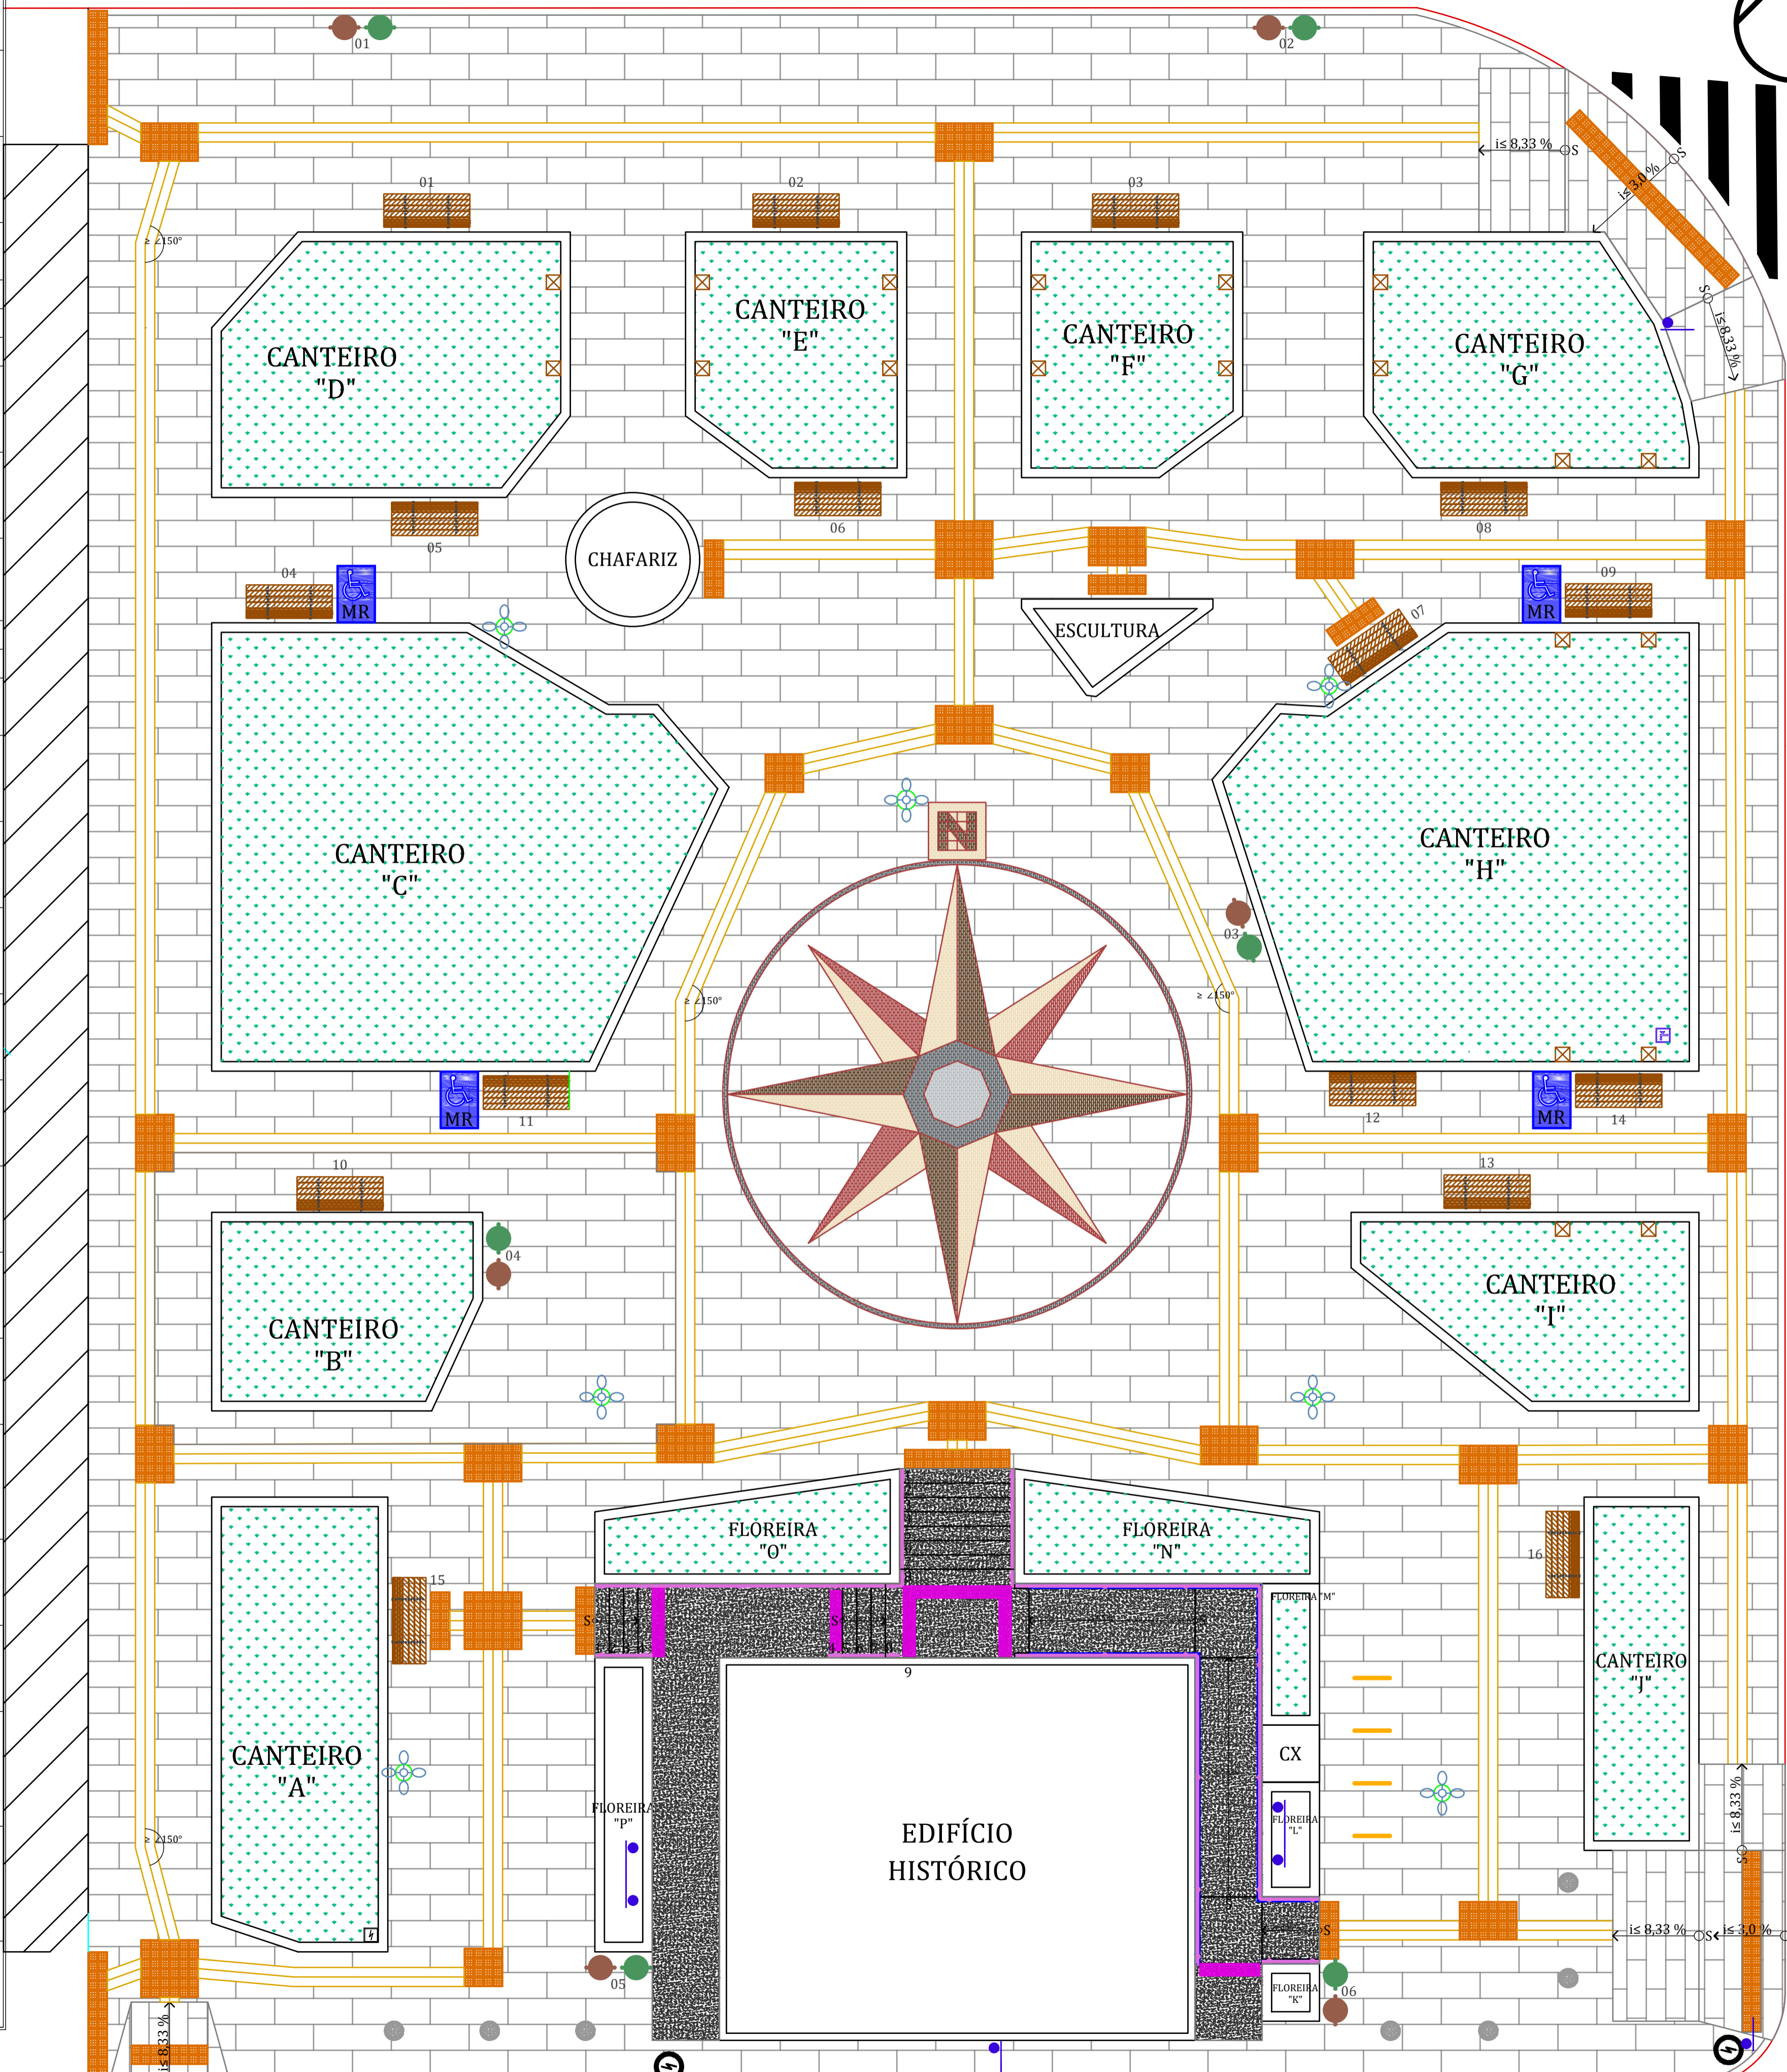 01
02
i≤ 8,33 %
S
S
i≤ 3,0 %
01
02
03
≥ ∠150°
S
i≤ 8,33 %
CANTEIRO
"D"
CANTEIRO
"E"
CANTEIRO
"F"
CANTEIRO
"G"
05
06
08
CHAFARIZ
04
MR
09
MR
07
ESCULTURA
CANTEIRO
"C"
N
CANTEIRO
"H"
03
≥ ∠150°
≥ ∠150°
MR
11
12
MR
14
10
13
04
CANTEIRO
"B"
CANTEIRO
"I"
FLOREIRA
"O"
FLOREIRA
"N"
16
15
S
S
FLOREIRA "M"
9
CANTEIRO
"J"
CANTEIRO
"A"
CX
FLOREIRA
"P"
FLOREIRA
"L"
EDIFÍCIO
HISTÓRICO
≥ ∠150°
i≤ 8,33 %
S
S
i≤ 8,33 %
S
i≤ 3,0 %
05
FLOREIRA
"K"
06
i≤ 8,33 %